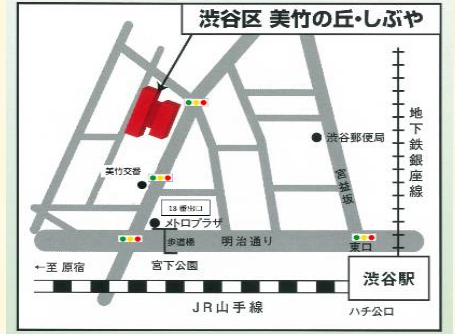 渋谷区 美竹の丘・しぶや
地下鉄銀座線
渋谷郵便局
宮益坂
美竹交番
13番出口
メトロプラザ
歩道橋
明治通り
東口
←至 原宿
宮下公園
渋谷駅
JR山手線
ハチ公口